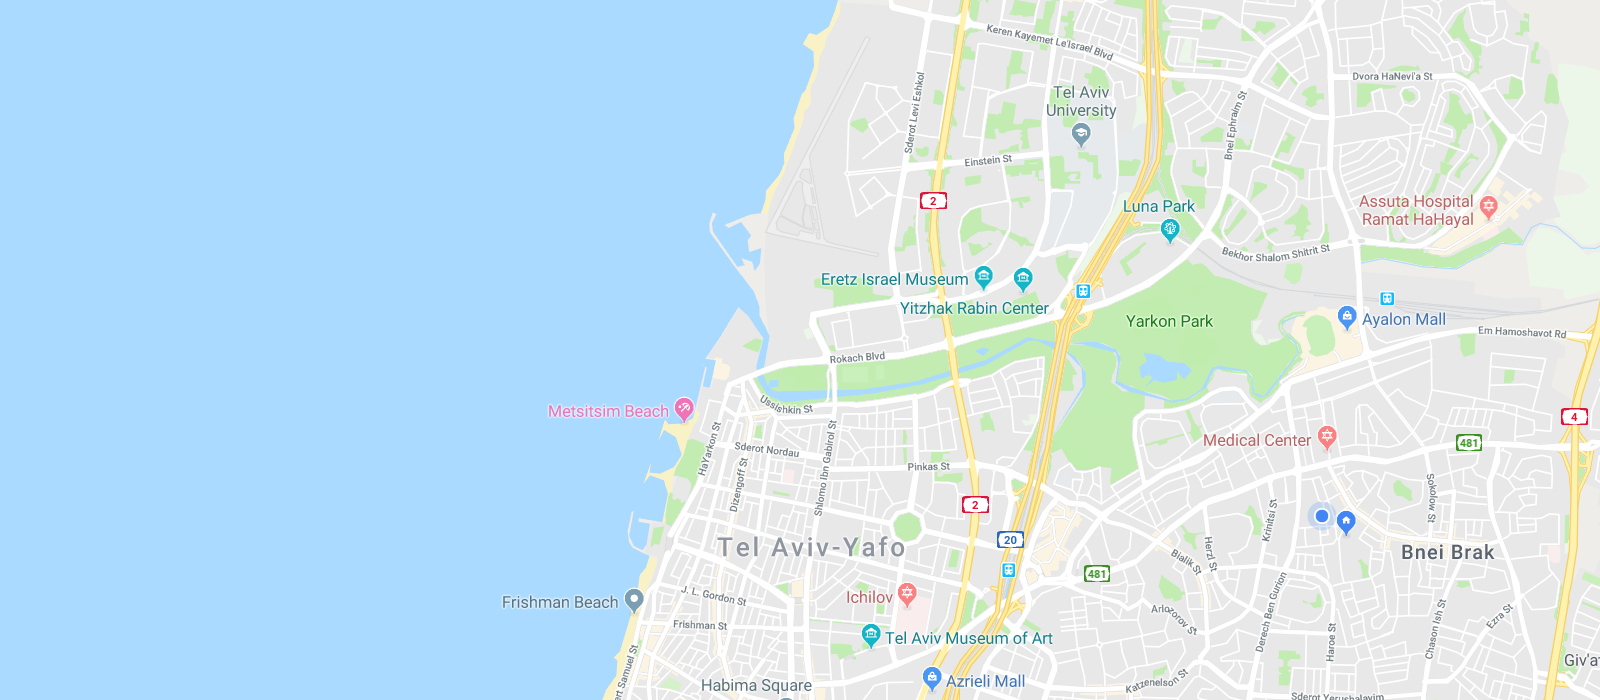 Keren Kayemet Le'Israel Blvd
Dvora HaNevi'a St
Sderot Levi Eshkol
Tel Aviv
University
Bnei Ephraim St
Einstein St
2
Luna Park
Assuta Hospital
Ramat HaHayal
Bekhor Shalom Shitrit St
Eretz Israel Museum
Yitzhak Rabin Center
Yarkon Park
Ayalon Mall
Em Hamoshavot Rd
Rokach Blvd
Ussishkin St
Metsitsim Beach
4
HaYarkon St
Sderot Nordau
Dizengoff St
Shlomo Ibn Gabirol St
Pinkas St
Medical Center
481
2
Sokolow St
Krinitsi St
20
Tel Aviv-Yafo
Bnei Brak
Herzl St
Bialik St
481
Frishman Beach
J. L. Gordon St
Ichilov
Derech Ben Gurion
Arlozorov St
Haroe St
Chason Ish St
Ezra St
Frishman St
Tel Aviv Museum of Art
ert Samuel St
Giv'at
Habima Square
Azrieli Mall
Katzenelson St
Sderot Yerushalayim